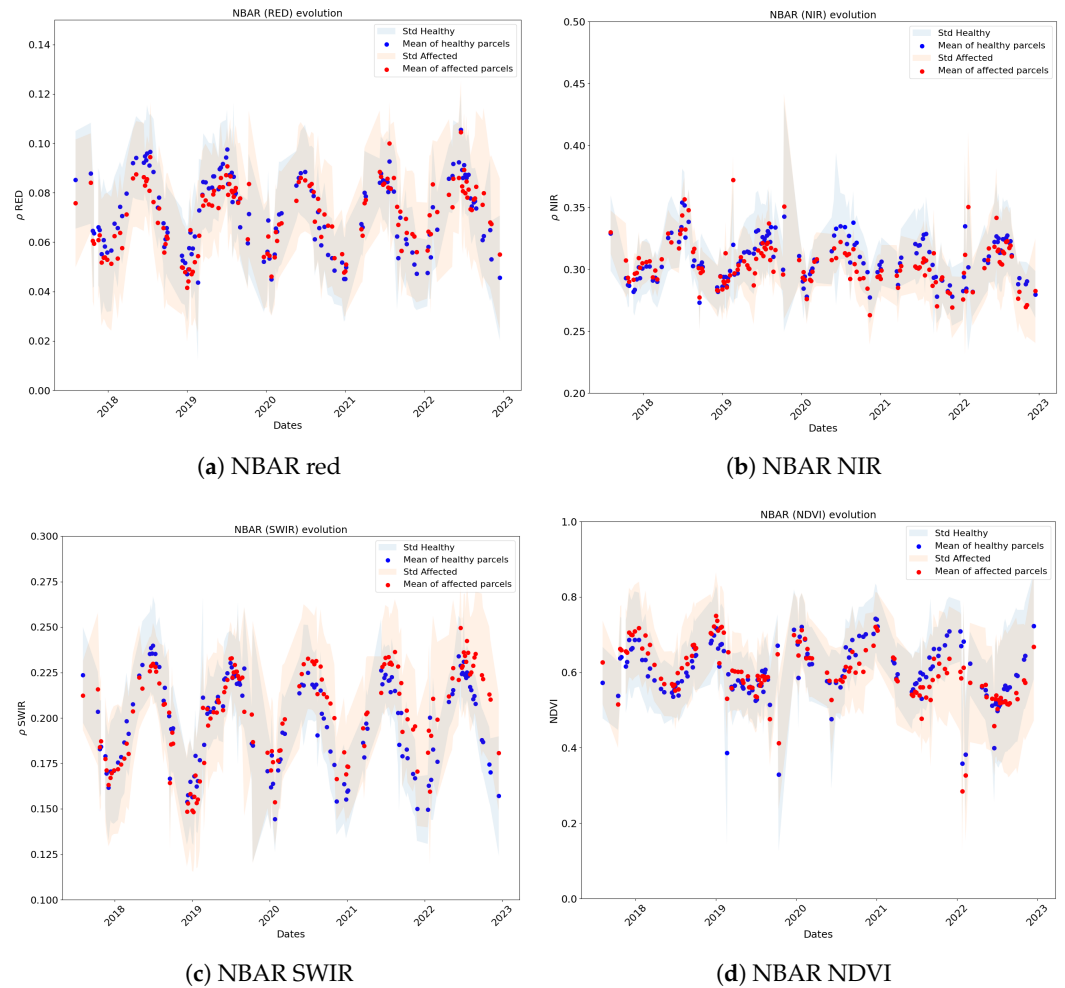 NBAR (RED) evolution
Std Healthy
Mean of healthy parcels
Std Affected
Mean of affected parcels
0.14
0.12
0.10
0.08
0.06
0.04
0.02
0.00
ρ RED
2018
2019
2020
2021
2022
2023
Dates
(a) NBAR red
NBAR (NIR) evolution
Std Healthy
Mean of healthy parcels
Std Affected
Mean of affected parcels
0.50
0.45
0.40
0.35
0.30
0.25
0.20
ρ NIR
2018
2019
2020
2021
2022
2023
Dates
(b) NBAR NIR
NBAR (SWIR) evolution
Std Healthy
Mean of healthy parcels
Std Affected
Mean of affected parcels
0.300
0.275
0.250
0.225
0.200
0.175
0.150
0.125
0.100
ρ SWIR
2018
2019
2020
2021
2022
2023
Dates
(c) NBAR SWIR
NBAR (NDVI) evolution
Std Healthy
Mean of healthy parcels
Std Affected
Mean of affected parcels
1.0
0.8
0.6
0.4
0.2
0.0
NDVI
2018
2019
2020
2021
2022
2023
Dates
(d) NBAR NDVI